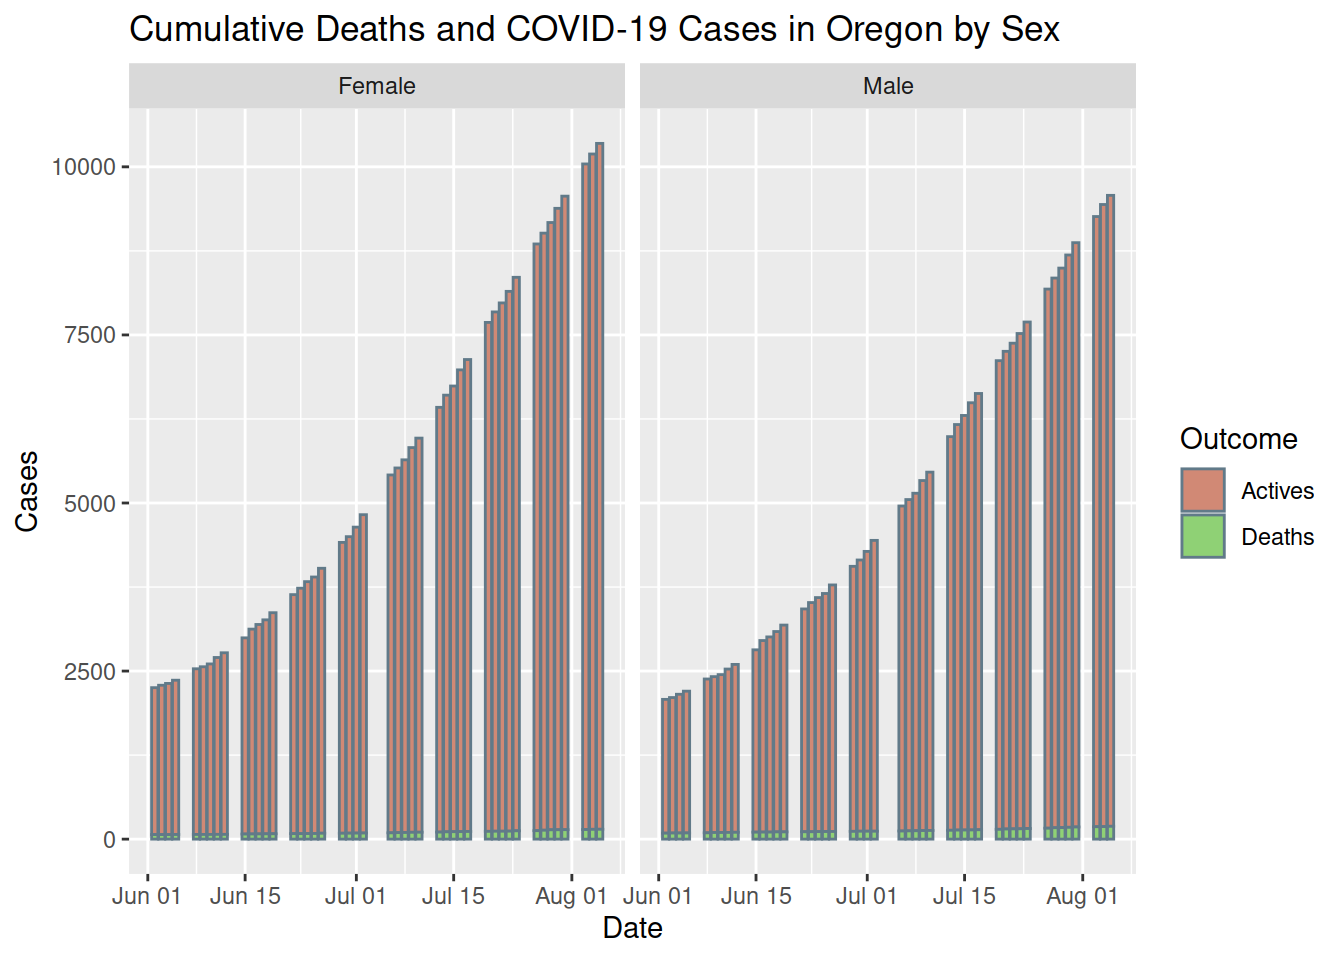 Cumulative Deaths and COVID-19 Cases in Oregon by Sex
Female
Male
10000
7500
5000
2500
0
Cases
Jun 01
Jun 15
Jul 01
Jul 15
Aug 01
Jun 01
Jun 15
Jul 01
Jul 15
Aug 01
Date
Outcome
Actives
Deaths